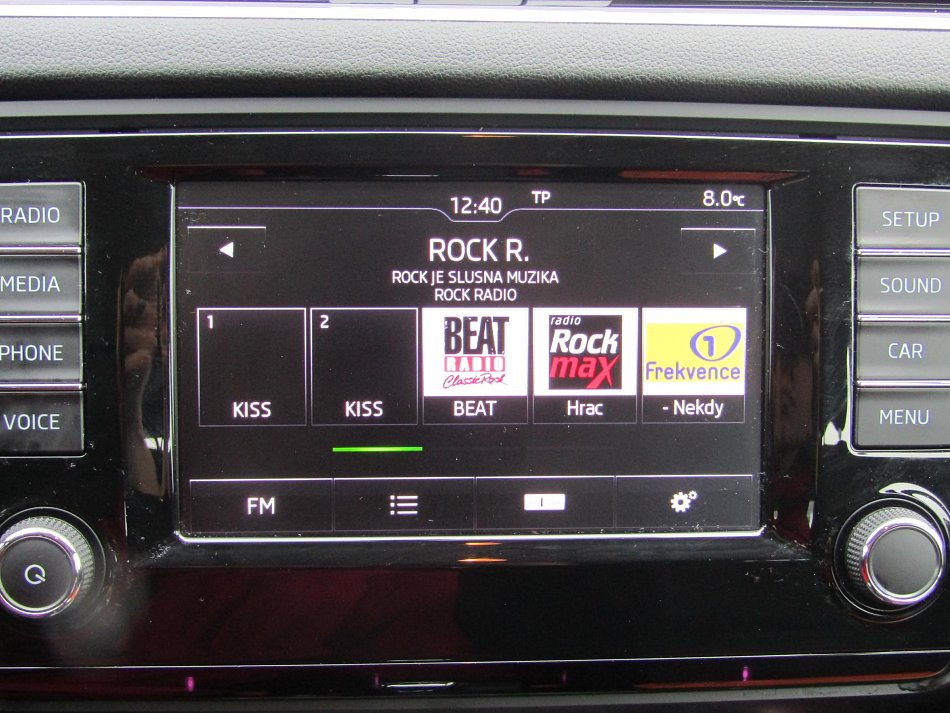 12:40 TP 8.0°C
RADIO
MEDIA
PHONE
VOICE
ROCK R.
ROCK JE SLUSNA MUZIKA
ROCK RADIO
1
KISS
2
KISS
BEAT
RADIO
Classic Rock
BEAT
radio
Rock
max
Hrac
1
Frekvence
- Nekdy
FM
SETUP
SOUND
CAR
MENU